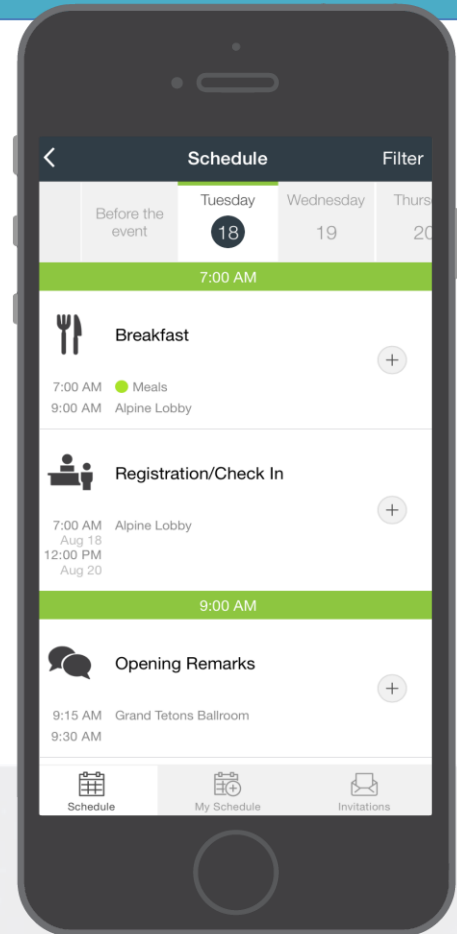 Schedule
Filter
Before the
event
Tuesday
18
Wednesday
19
Thurs
20
7:00 AM
Breakfast
7:00 AM Meals
9:00 AM Alpine Lobby
Registration/Check In
7:00 AM Alpine Lobby
Aug 18
12:00 PM
Aug 20
9:00 AM
Opening Remarks
9:15 AM Grand Tetons Ballroom
9:30 AM
Schedule
My Schedule
Invitations